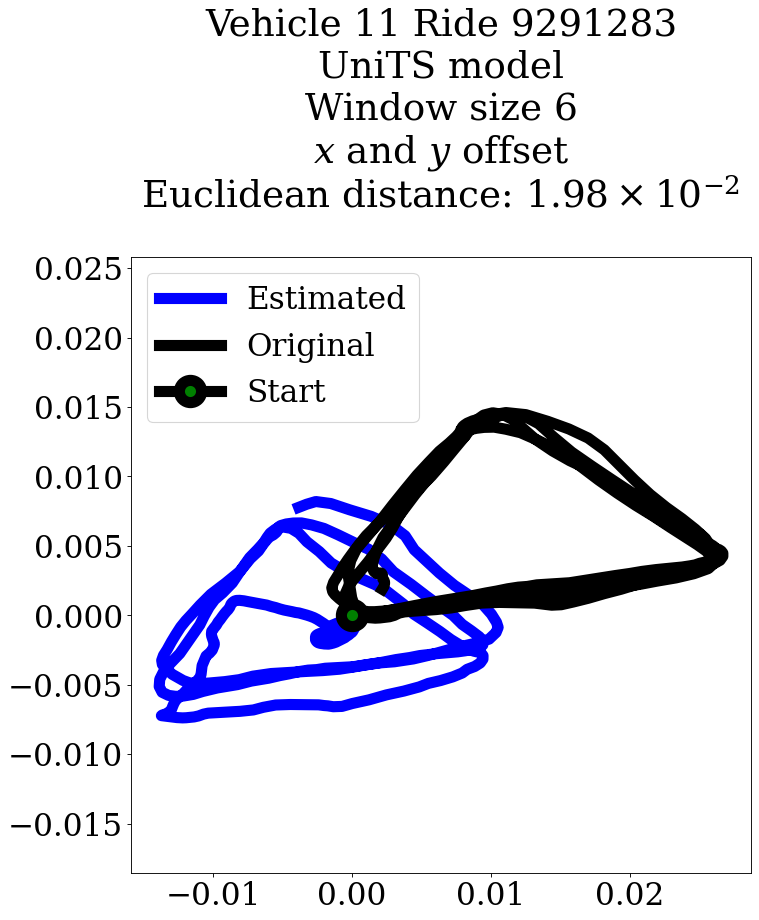 Vehicle 11 Ride 9291283
UniTS model
Window size 6
x and y offset
Euclidean distance: 1.98 × 10⁻²
Estimated
Original
Start
0.025
0.020
0.015
0.010
0.005
0.000
−0.005
−0.010
−0.015
−0.01 0.00 0.01 0.02